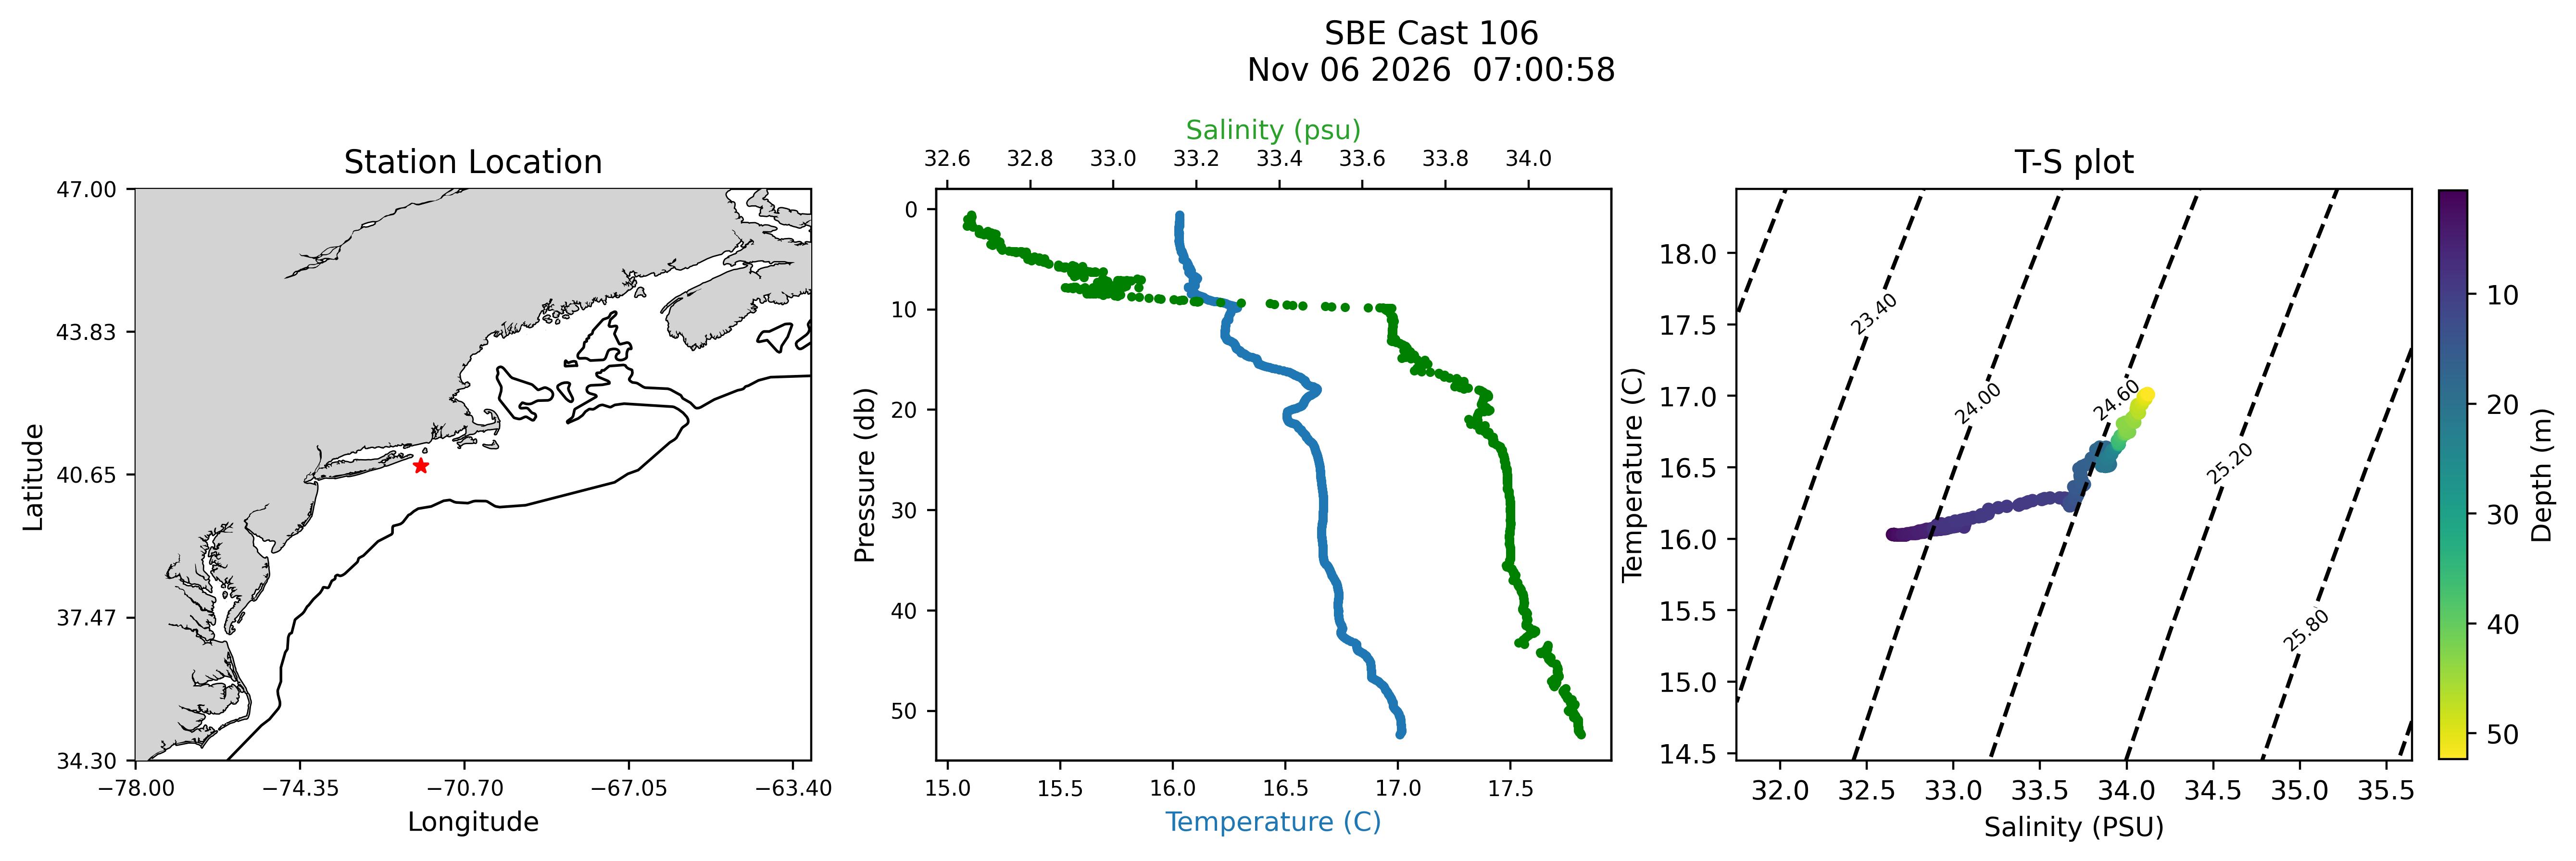 SBE Cast 106
Nov 06 2026  07:00:58
Station Location
47.00
43.83
40.65
37.47
34.30
Latitude
−78.00 −74.35 −70.70 −67.05 −63.40
Longitude
Salinity (psu)
32.6 32.8 33.0 33.2 33.4 33.6 33.8 34.0
0
10
20
30
40
50
Pressure (db)
15.0 15.5 16.0 16.5 17.0 17.5
Temperature (C)
T-S plot
18.0
17.5
17.0
16.5
16.0
15.5
15.0
14.5
Temperature (C)
23.40
24.00
24.60
25.20
25.80
32.0 32.5 33.0 33.5 34.0 34.5 35.0 35.5
Salinity (PSU)
10
20
30
40
50
Depth (m)